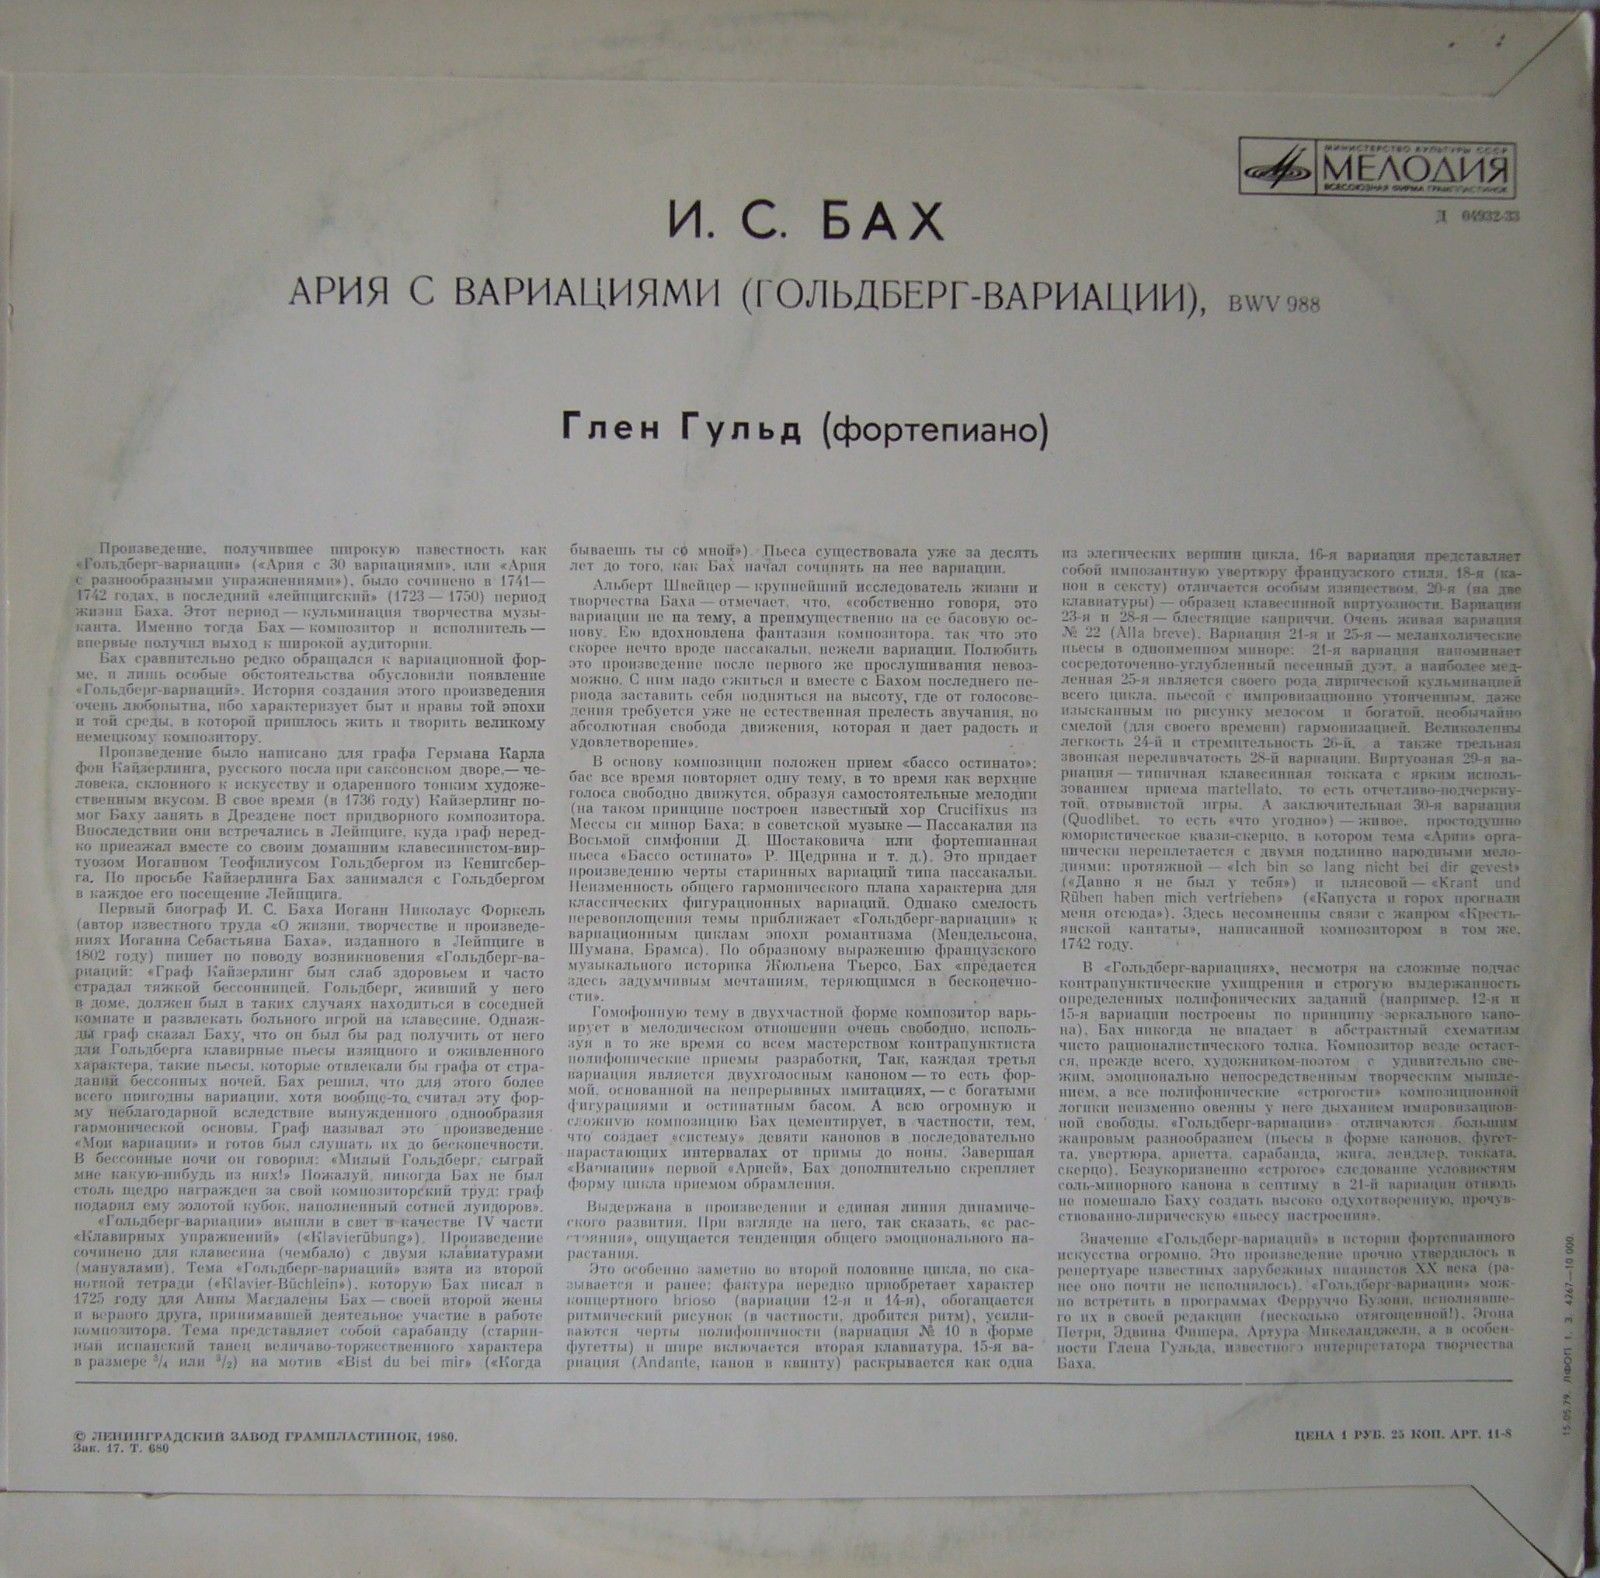 МИНИСТЕРСТВО КУЛЬТУРЫ СССР
МЕЛОДИЯ
ВСЕСОЮЗНАЯ ФИРМА ГРАМПЛАСТИНОК
Д 04932-33
И. С. БАХ
АРИЯ С ВАРИАЦИЯМИ (ГОЛЬДБЕРГ-ВАРИАЦИИ), BWV 988
Глен Гульд (фортепиано)
Произведение, получившее широкую известность как
«Гольдберг-вариации» («Ария с 30 вариациями», или «Ария
с разнообразными упражнениями»), было сочинено в 1741—
1742 годах, в последний «лейпцигский» (1723—1750) период
жизни Баха. Этот период — кульминация творчества музы-
канта. Именно тогда Бах — композитор и исполнитель —
впервые получил выход к широкой аудитории.
Бах сравнительно редко обращался к вариационной фор-
ме, и лишь особые обстоятельства обусловили появление
«Гольдберг-вариаций». История создания этого произведения
очень любопытна, ибо характеризует быт и нравы той эпохи
и той среды, в которой пришлось жить и творить великому
немецкому композитору.
Произведение было написано для графа Германа Карла
фон Кайзерлинга, русского посла при саксонском дворе,— че-
ловека, склонного к искусству и одаренного тонким художе-
ственным вкусом. В свое время (в 1736 году) Кайзерлинг по-
мог Баху занять в Дрездене пост придворного композитора.
Впоследствии они встречались в Лейпциге, куда граф неред-
ко приезжал вместе со своим домашним клавесинистом-вир-
туозом Иоганном Теофилиусом Гольдбергом из Кенигсбер-
га. По просьбе Кайзерлинга Бах занимался с Гольдбергом
в каждое его посещение Лейпцига.
Первый биограф И. С. Баха Иоганн Николаус Форкель
(автор известного труда «О жизни, творчестве и произведе-
ниях Иоганна Себастьяна Баха», изданного в Лейпциге в
1802 году) пишет по поводу возникновения «Гольдберг-ва-
риаций: «Граф Кайзерлинг был слаб здоровьем и часто
страдал тяжкой бессонницей. Гольдберг, живший у него
в доме, должен был в таких случаях находиться в соседней
комнате и развлекать больного игрой на клавесине. Однаж-
ды граф сказал Баху, что он был бы рад получить от него
для Гольдберга клавирные пьесы изящного и оживленного
характера, такие пьесы, которые отвлекали бы графа от стра-
даний бессонных ночей. Бах решил, что для этого более
всего пригодны вариации, хотя вообще-то считал эту фор-
му неблагодарной вследствие вынужденного однообразия
гармонической основы. Граф называл это произведение
«Мои вариации» и готов был слушать их до бесконечности.
В бессонные ночи он говорил: «Милый Гольдберг, сыграй
мне какую-нибудь из них!» Пожалуй, никогда Бах не был
столь щедро награжден за свой композиторский труд: граф
подарил ему золотой кубок, наполненный сотней луидоров».
«Гольдберг-вариации» вышли в свет в качестве IV части
«Клавирных упражнений» («Klavierübung»). Произведение
сочинено для клавесина (чембало) с двумя клавиатурами
(мануалами). Тема «Гольдберг-вариаций» взята из второй
нотной тетради («Klavier-Büchlein»), которую Бах писал в
1725 году для Анны Магдалены Бах — своей второй жены
и верного друга, принимавшей деятельное участие в работе
композитора. Тема представляет собой сарабанду (старин-
ный испанский танец величаво-торжественного характера
в размере 3/4 или 3/2) на мотив «Bist du bei mir» («Когда
бываешь ты со мной»). Пьеса существовала уже за десять
лет до того, как Бах начал сочинять на нее вариации.
Альберт Швейцер — крупнейший исследователь жизни и
творчества Баха — отмечает, что, «собственно говоря, это
вариации не на тему, а преимущественно на ее басовую ос-
нову. Ею вдохновлена фантазия композитора, так что это
скорее нечто вроде пассакальи, нежели вариации. Полюбить
это произведение после первого же прослушивания невоз-
можно. С ним надо сжиться и вместе с Бахом последнего пе-
риода заставить себя подняться на высоту, где от голосове-
дения требуется уже не естественная прелесть звучания, но
абсолютная свобода движения, которая и дает радость и
удовлетворение».
В основу композиции положен прием «бассо остинато»:
бас все время повторяет одну тему, в то время как верхние
голоса свободно движутся, образуя самостоятельные мелодии
(на таком принципе построен известный хор Crucifixus из
Мессы си минор Баха; в советской музыке — Пассакалия из
Восьмой симфонии Д. Шостаковича или фортепианная
пьеса «Бассо остинато» Р. Щедрина и т. д.). Это придает
произведению черты старинных вариаций типа пассакальи.
Неизменность общего гармонического плана характерна для
классических фигурационных вариаций. Однако смелость
перевоплощения темы приближает «Гольдберг-вариации» к
вариационным циклам эпохи романтизма (Мендельсона,
Шумана, Брамса). По образному выражению французского
музыкального историка Жюльена Тьерсо, Бах «предается
здесь задумчивым мечтаниям, теряющимся в бесконечно-
сти».
Гомофонную тему в двухчастной форме композитор варь-
ирует в мелодическом отношении очень свободно, исполь-
зуя в то же время со всем мастерством контрапунктиста
полифонические приемы разработки. Так, каждая третья
вариация является двухголосным каноном — то есть фор-
мой, основанной на непрерывных имитациях,— с богатыми
фигурациями и остинатным басом. А всю огромную и
сложную композицию Бах цементирует, в частности, тем,
что создает «систему» девяти канонов в последовательно
нарастающих интервалах от примы до ноны. Завершая
«Вариации» первой «Арией», Бах дополнительно скрепляет
форму цикла приемом обрамления.
Выдержана в произведении и единая линия динамиче-
ского развития. При взгляде на него, так сказать, «с рас-
стояния», ощущается тенденция общего эмоционального на-
растания.
Это особенно заметно во второй половине цикла, но ска-
зывается и ранее: фактура нередко приобретает характер
концертного brioso (вариации 12-я и 14-я), обогащается
ритмический рисунок (в частности, дробится ритм), усили-
ваются черты полифоничности (вариация № 10 в форме
фугетты) и шире включается вторая клавиатура. 15-я ва-
риация (Andante, канон в квинту) раскрывается как одна
из элегических вершин цикла, 16-я вариация представляет
собой импозантную увертюру французского стиля, 18-я (ка-
нон в сексту) отличается особым изяществом, 20-я (на две
клавиатуры) — образец клавесинной виртуозности. Вариации
23-я и 28-я — блестящие каприччи. Очень живая вариация
№ 22 (Alla breve). Вариации 21-я и 25-я — меланхолические
пьесы в одноименном миноре: 21-я вариация напоминает
сосредоточенно-углубленный песенный дуэт, а наиболее мед-
ленная 25-я является своего рода лирической кульминацией
всего цикла, пьесой с импровизационно утонченным, даже
изысканным по рисунку мелосом и богатой, необычайно
смелой (для своего времени) гармонизацией. Великолепны
легкость 24-й и стремительность 26-й, а также трельная
звонкая переливчатость 28-й вариации. Виртуозная 29-я ва-
риация — типичная клавесинная токката с ярким исполь-
зованием приема martellato, то есть отчетливо-подчеркну-
той, отрывистой игры. А заключительная 30-я вариация
(Quodlibet, то есть «что угодно») — живое, простодушно
юмористическое квази-скерцо, в котором тема «Арии» орга-
нически переплетается с двумя подлинно народными мело-
диями: протяжной — «Ich bin so lang nicht bei dir gevest»
(«Давно я не был у тебя») и плясовой — «Krant und
Rüben haben mich vertrieben» («Капуста и горох прогнали
меня отсюда»). Здесь несомненны связи с жанром «Кресть-
янской кантаты», написанной композитором в том же,
1742 году.
В «Гольдберг-вариациях», несмотря на сложные подчас
контрапунктические ухищрения и строгую выдержанность
определенных полифонических заданий (например, 12-я и
15-я вариации построены по принципу зеркального кано-
на), Бах никогда не впадает в абстрактный схематизм
чисто рационалистического толка. Композитор везде остает-
ся, прежде всего, художником-поэтом с удивительно све-
жим, эмоционально непосредственным творческим мышле-
нием, а все полифонические «строгости» композиционной
логики неизменно овеяны у него дыханием импровизацион-
ной свободы. «Гольдберг-вариации» отличаются большим
жанровым разнообразием (пьесы в форме канонов, фугет-
та, увертюра, ариетта, сарабанда, жига, лендлер, токката,
скерцо). Безукоризненно «строгое» следование условностям
соль-минорного канона в септиму в 21-й вариации отнюдь
не помешало Баху создать высоко одухотворенную, прочув-
ствованно-лирическую «пьесу настроения».
Значение «Гольдберг-вариаций» в истории фортепианного
искусства огромно. Это произведение прочно утвердилось в
репертуаре известных зарубежных пианистов XX века (ра-
нее оно почти не исполнялось). «Гольдберг-вариации» мож-
но встретить в программах Ферруччо Бузони, исполнявше-
го их в своей редакции (несколько отягощенной!), Эгона
Петри, Эдвина Фишера, Артура Микеланджели, а в особен-
ности Глена Гульда, известного интерпретатора творчества
Баха.
© ЛЕНИНГРАДСКИЙ ЗАВОД ГРАМПЛАСТИНОК, 1980.
Зак. 17. Т. 680
ЦЕНА 1 РУБ. 25 КОП. АРТ. 11-8
15.05.79. ЛФОП 1. З. 4267—10 000.